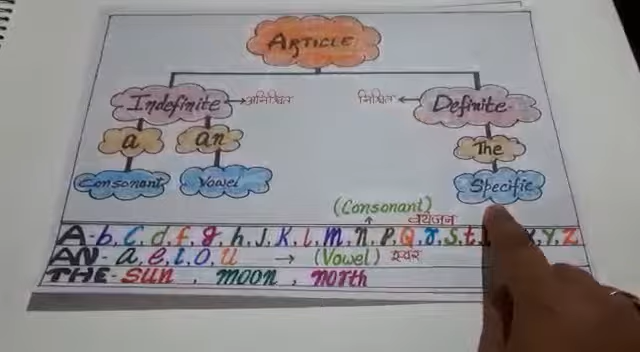 ARTICLE
Indefinite → अनिश्चित निश्चित ← Definite
a an The
Consonant Vowel Specific
(Consonant)
व्यंजन
A - b, C, d, f, g, h, J, K, l, m, n, P, Q, r, S, t, X, Y, Z,
AN - a, e, i, O, u → (Vowel) स्वर
THE - SUN, MOON, NORTH